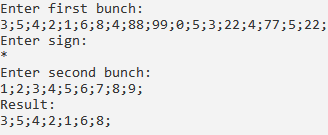 Enter first bunch:
3;5;4;2;1;6;8;4;88;99;0;5;3;22;4;77;5;22;
Enter sign:
*
Enter second bunch:
1;2;3;4;5;6;7;8;9;
Result:
3;5;4;2;1;6;8;